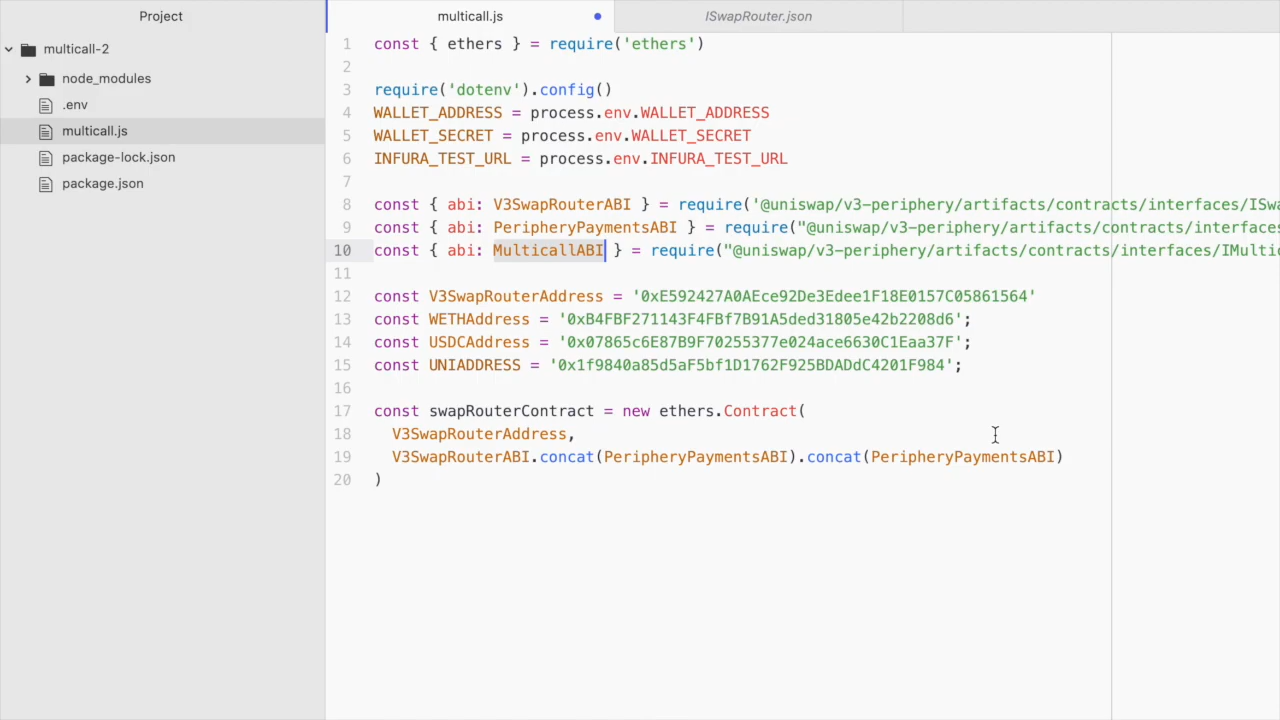 Project
multicall.js
ISwapRouter.json
multicall-2
node_modules
.env
multicall.js
package-lock.json
package.json
1 const { ethers } = require('ethers')
2
3 require('dotenv').config()
4 WALLET_ADDRESS = process.env.WALLET_ADDRESS
5 WALLET_SECRET = process.env.WALLET_SECRET
6 INFURA_TEST_URL = process.env.INFURA_TEST_URL
7
8 const { abi: V3SwapRouterABI } = require('@uniswap/v3-periphery/artifacts/contracts/interfaces/ISwa
9 const { abi: PeripheryPaymentsABI } = require("@uniswap/v3-periphery/artifacts/contracts/interfaces
10 const { abi: MulticallABI } = require("@uniswap/v3-periphery/artifacts/contracts/interfaces/IMultic
11
12 const V3SwapRouterAddress = '0xE592427A0AEce92De3Edee1F18E0157C05861564'
13 const WETHAddress = '0xB4FBF271143F4FBf7B91A5ded31805e42b2208d6';
14 const USDCAddress = '0x07865c6E87B9F70255377e024ace6630C1Eaa37F';
15 const UNIADDRESS = '0x1f9840a85d5aF5bf1D1762F925BDADdC4201F984';
16
17 const swapRouterContract = new ethers.Contract(
18 V3SwapRouterAddress,
19 V3SwapRouterABI.concat(PeripheryPaymentsABI).concat(PeripheryPaymentsABI)
20 )